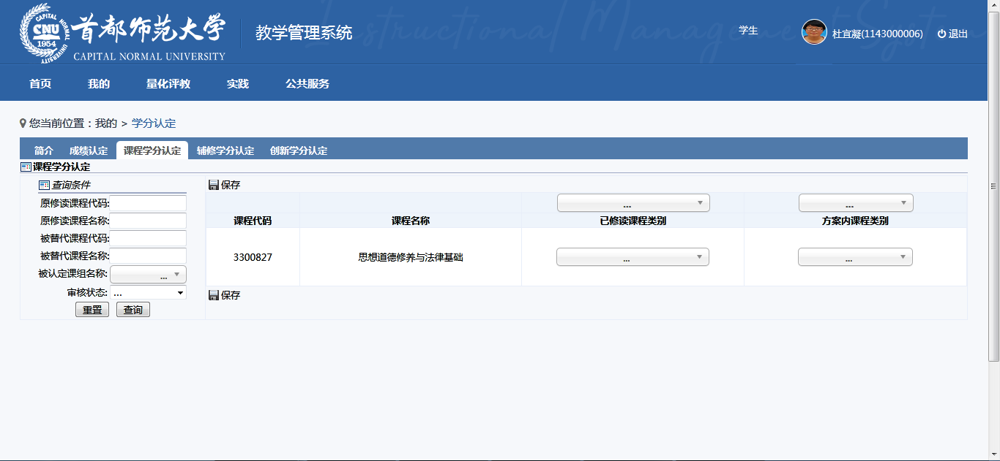 CAPITAL NORMAL UNIVERSITY
CNU
1954
首都师范大学
CAPITAL NORMAL UNIVERSITY
教学管理系统
学生
杜宜凝(1143000006)
退出
首页 我的 量化评教 实践 公共服务
您当前位置：我的 > 学分认定
简介 成绩认定 课程学分认定 辅修学分认定 创新学分认定
课程学分认定
查询条件
原修读课程代码:
原修读课程名称:
被替代课程代码:
被替代课程名称:
被认定课组名称: ...
审核状态: ...
重置 查询
保存
... ...
课程代码 课程名称 已修读课程类别 方案内课程类别
3300827 思想道德修养与法律基础 ... ...
保存